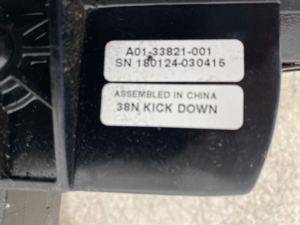 A01-33821-001
SN 180124-030415
ASSEMBLED IN CHINA
38N KICK DOWN